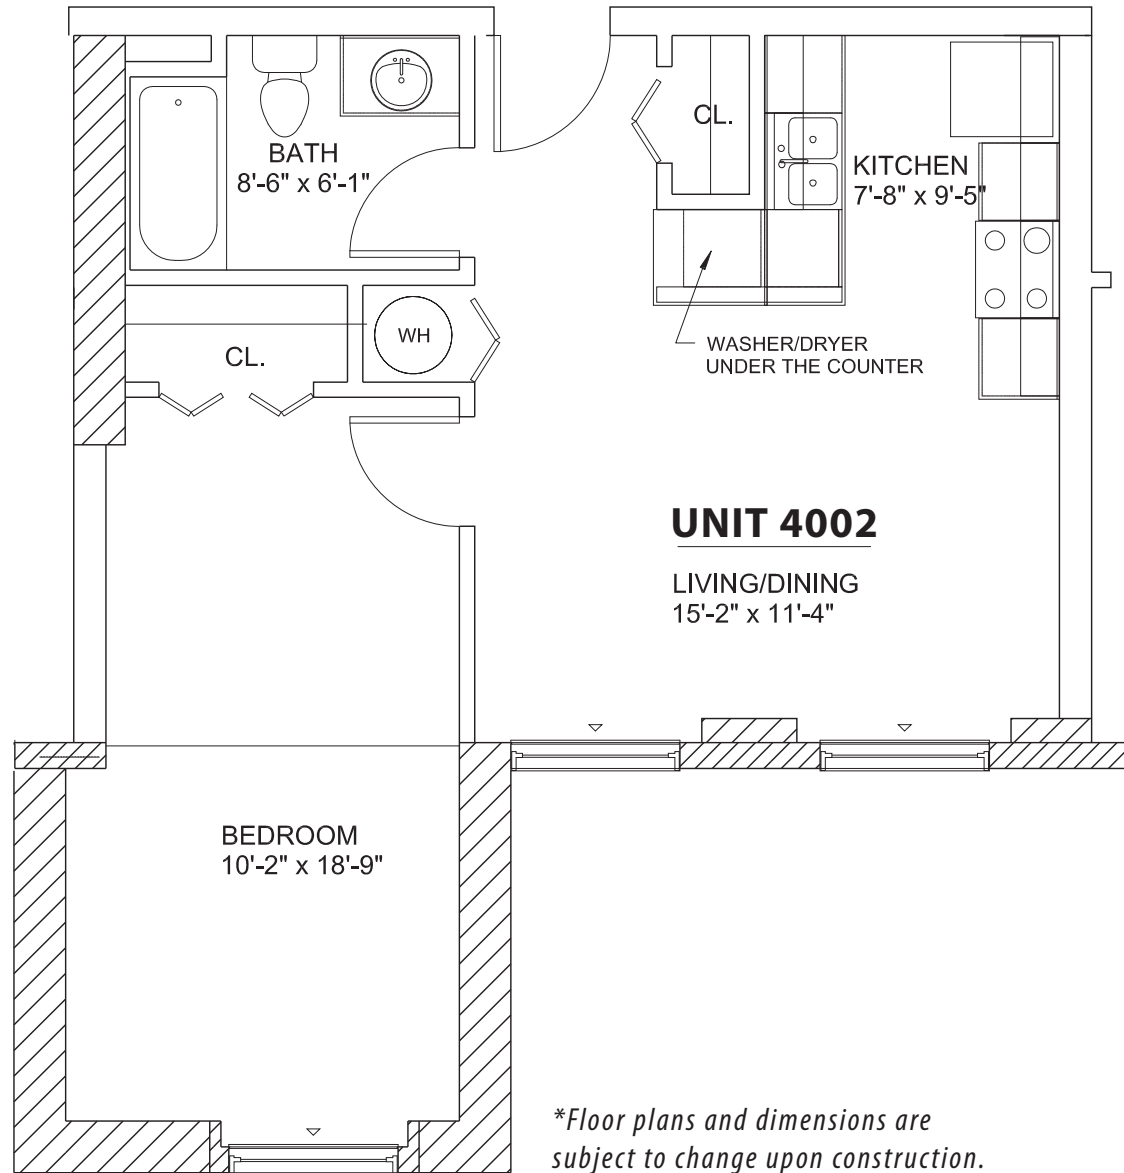 CL.
BATH
8'-6" x 6'-1"
KITCHEN
7'-8" x 9'-5"
WH
CL.
WASHER/DRYER
UNDER THE COUNTER
UNIT 4002
LIVING/DINING
15'-2" x 11'-4"
BEDROOM
10'-2" x 18'-9"
*Floor plans and dimensions are
subject to change upon construction.